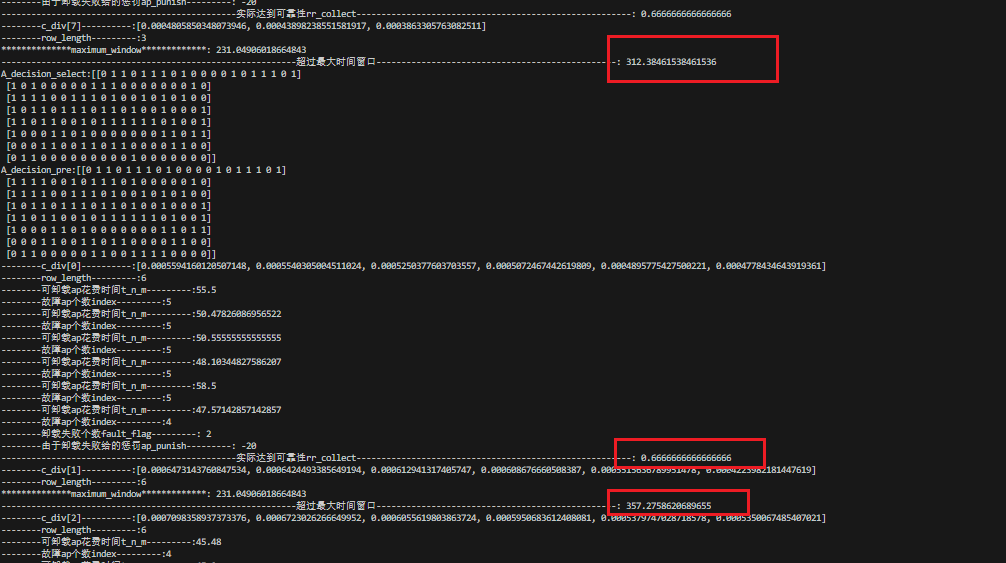 --------由于卸载失败给的惩罚ap_punish---------: -20
-----------------------------------------------实际达到可靠性rr_collect-------------------------------------------------------: 0.6666666666666666
--------c_div[7]----------:[0.0004805850348073946, 0.00043898238551581917, 0.0003863305763082511]
--------row_length---------:3
**************maximum_window*************: 231.04906018664843
-----------------------------------------------------------超过最大时间窗口------------------------------------------------: 312.38461538461536
A_decision_select:[[0 1 1 0 1 1 1 0 1 0 0 0 0 1 0 1 1 1 0 1]
[1 0 1 0 0 0 0 0 1 1 1 0 0 0 0 0 0 0 1 0]
[1 1 1 1 0 0 1 1 1 0 1 0 0 1 0 1 0 1 0 0]
[1 0 1 1 0 1 0 1 1 1 0 1 1 0 1 0 0 0 0 1]
[1 1 0 1 1 0 1 0 1 1 1 1 1 1 0 1 0 0 1]
[1 0 0 0 1 1 0 1 0 0 0 0 0 0 0 1 1 0 1 1]
[0 0 0 1 1 0 0 1 1 0 1 1 0 0 0 0 1 1 0 0]
[0 1 1 0 0 0 0 0 0 0 0 0 1 0 0 0 0 0 0 0]]
A_decision_pre:[[0 1 1 0 1 1 1 0 1 0 0 0 0 1 0 1 1 1 0 1]
[1 1 1 1 0 0 1 0 1 1 1 0 1 0 0 0 0 0 1 0]
[1 1 1 1 0 0 1 1 1 0 1 0 0 1 0 1 0 1 0 0]
[1 0 1 1 0 1 0 1 1 1 0 1 1 0 0 1 0 0 0 1]
[1 1 0 1 1 0 1 0 1 1 1 1 1 1 0 1 0 0 1]
[1 0 0 0 1 1 0 1 0 0 0 0 0 0 1 1 0 1 1]
[0 0 0 1 1 0 0 1 1 0 1 1 0 0 0 0 1 1 0 0]
[0 1 1 0 0 0 0 0 1 1 0 0 1 1 1 1 0 0 0 0]]
--------c_div[0]----------:[0.0005594160120507148, 0.0005540305004511024, 0.0005250377603703557, 0.0005072467442619809, 0.0004895775427500221, 0.0004778434643919361]
--------row_length---------:6
--------可卸载ap花费时间t_n_m---------:55.5
--------故障ap个数index---------:5
--------可卸载ap花费时间t_n_m---------:50.47826086956522
--------故障ap个数index---------:5
--------可卸载ap花费时间t_n_m---------:50.55555555555555
--------故障ap个数index---------:5
--------可卸载ap花费时间t_n_m---------:48.10344827586207
--------故障ap个数index---------:5
--------可卸载ap花费时间t_n_m---------:58.5
--------故障ap个数index---------:5
--------可卸载ap花费时间t_n_m---------:47.57142857142857
--------故障ap个数index---------:4
--------卸载失败个数fault_flag---------: 2
--------由于卸载失败给的惩罚ap_punish---------: -20
-----------------------------------------------实际达到可靠性rr_collect-------------------------------------------------------: 0.6666666666666666
--------c_div[1]----------:[0.0006473143760847534, 0.0006424493385649194, 0.000612941317405747, 0.000608676660508387,
--------row_length---------:6
**************maximum_window*************: 231.04906018664843
-----------------------------------------------------------超过最大时间窗口------------------------------------------------: 357.2758620689655
--------c_div[2]----------:[0.0007098358937373376, 0.0006723026266649952, 0.0006055619803863724, 0.0005950683612408081, 0.0005379747028718578, 0.0005350067485407021]
--------row_length---------:6
--------可卸载ap花费时间t_n_m---------:45.48
--------故障ap个数index---------:4